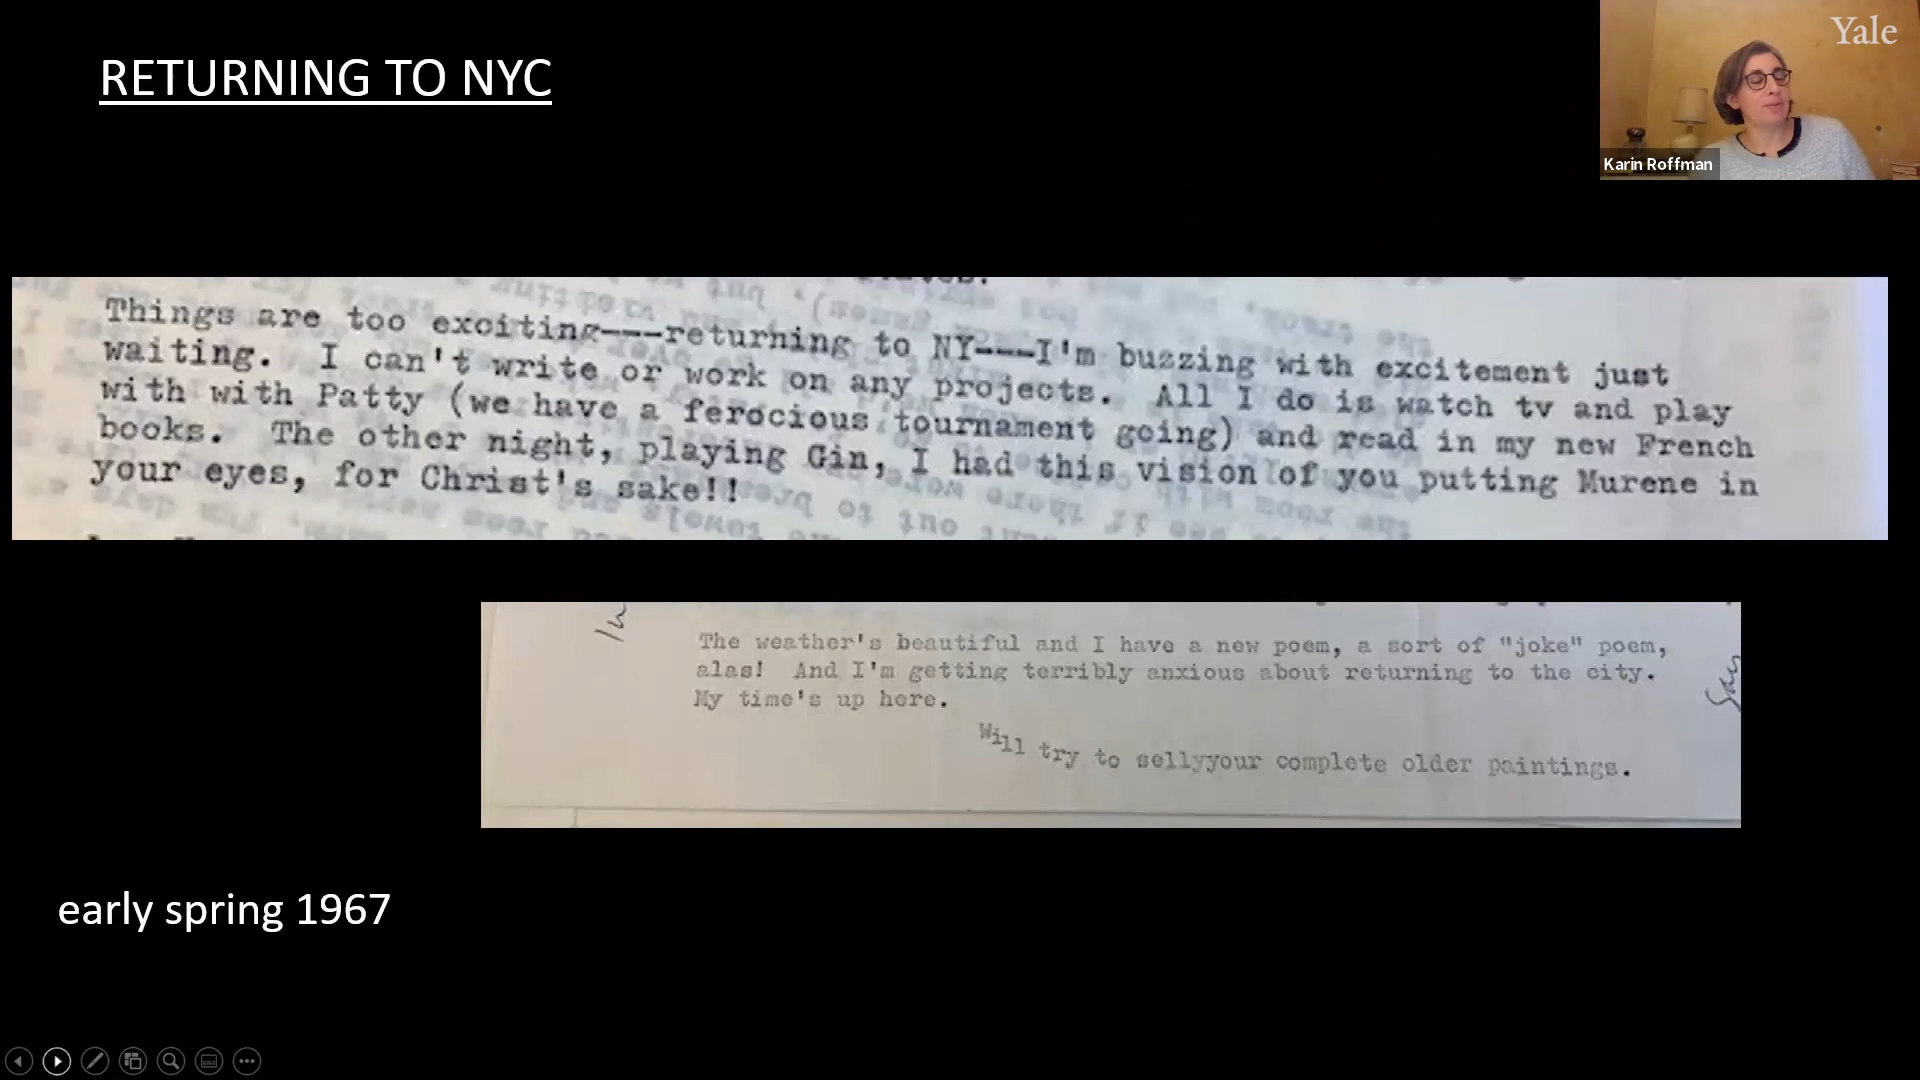 RETURNING TO NYC
Yale
Karin Roffman
Things are too exciting---returning to NY---I'm buzzing with excitement just
waiting. I can't write or work on any projects. All I do is watch tv and play
with with Patty (we have a ferocious tournament going) and read in my new French
books. The other night, playing Gin, I had this vision of you putting Murene in
your eyes, for Christ's sake!!
The weather's beautiful and I have a new poem, a sort of "joke" poem,
alas! And I'm getting terribly anxious about returning to the city.
My time's up here.
Will try to sellyyour complete older paintings.
early spring 1967